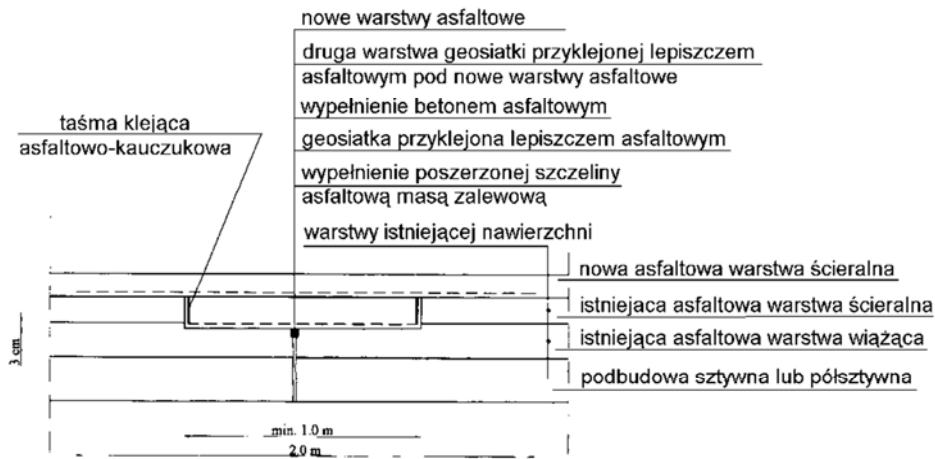 nowe warstwy asfaltowe
druga warstwa geosiatki przyklejonej lepiszczem
asfaltowym pod nowe warstwy asfaltowe
wypełnienie betonem asfaltowym
taśma klejąca
asfaltowo-kauczukowa
geosiatka przyklejona lepiszczem asfaltowym
wypełnienie poszerzonej szczeliny
asfaltową masą zalewową
warstwy istniejącej nawierzchni
nowa asfaltowa warstwa ścieralna
istniejaca asfaltowa warstwa ścieralna
istniejąca asfaltowa warstwa wiążąca
podbudowa sztywna lub półsztywna
3 cm
min. 1.0 m
2.0 m